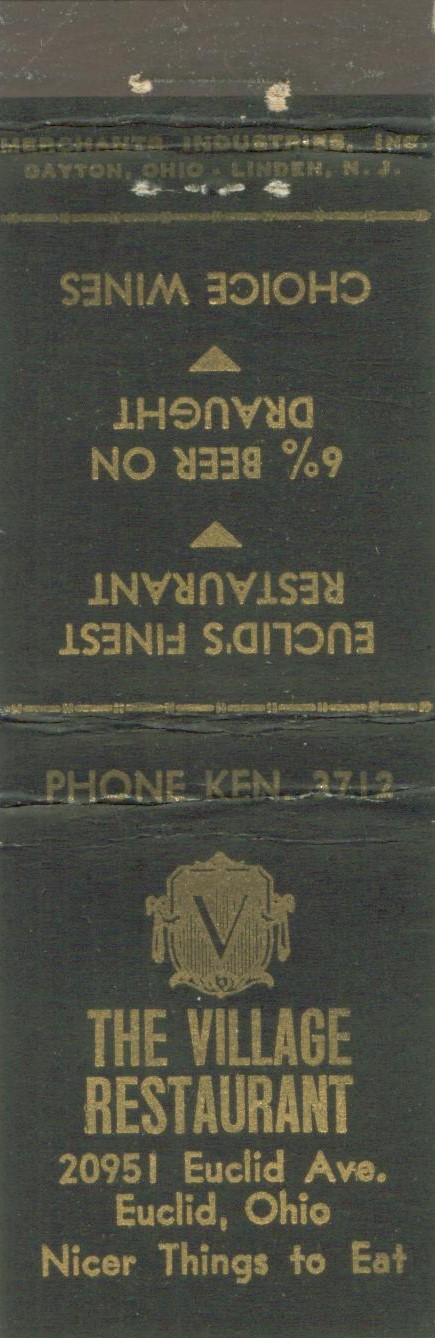 MERCHANTS INDUSTRIES, INC.
DAYTON, OHIO - LINDEN, N. J.
EUCLID'S FINEST
RESTAURANT
6% BEER ON
DRAUGHT
CHOICE WINES
PHONE KEN. 3712
V
THE VILLAGE
RESTAURANT
20951 Euclid Ave.
Euclid, Ohio
Nicer Things to Eat